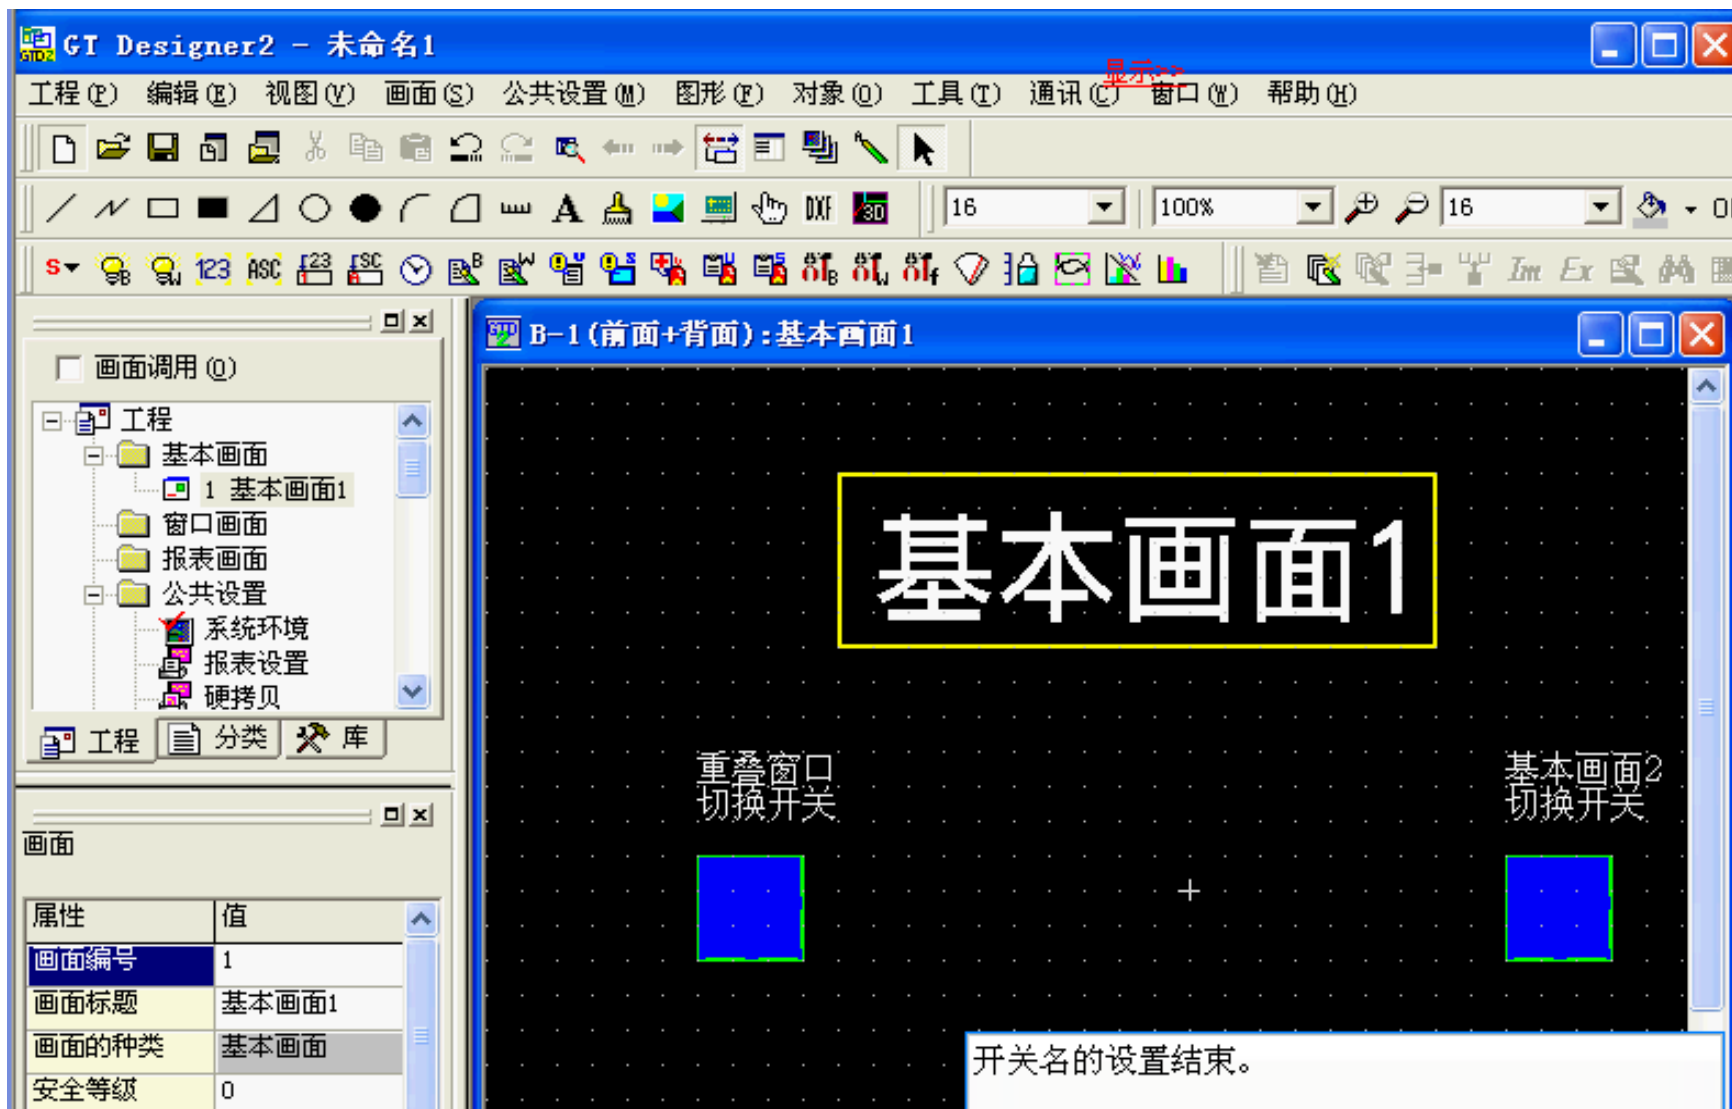 GT Designer2 - 未命名1
显示>>
工程(P) 编辑(E) 视图(V) 画面(S) 公共设置(M) 图形(F) 对象(O) 工具(T) 通讯(C) 窗口(W) 帮助(H)
A DXF 3D 16 100% 16
S B W 123 ASC 123 ASC B W U S U S B W f Im Ex
B-1(前面+背面):基本画面1
画面调用(O)
工程
基本画面
1 基本画面1
窗口画面
报表画面
公共设置
系统环境
报表设置
硬拷贝
工程 分类 库
基本画面1
重叠窗口
切换开关
基本画面2
切换开关
画面
属性 值
画面编号 1
画面标题 基本画面1
画面的种类 基本画面
安全等级 0
开关名的设置结束。